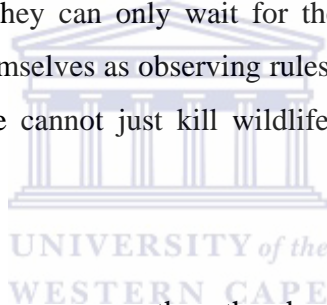 hey can only wait for the
mselves as observing rules
cannot just kill wildlife
UNIVERSITY of the
WESTERN CAPE